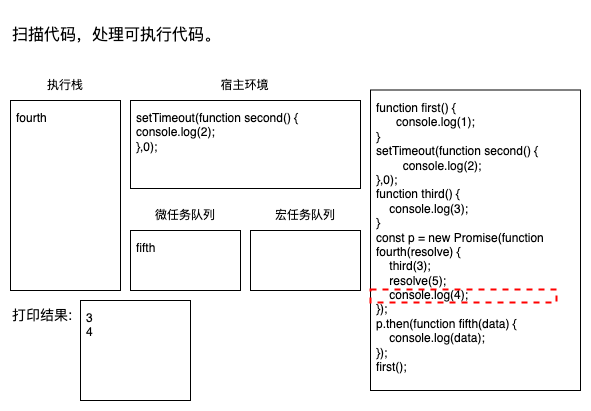 扫描代码，处理可执行代码。
执行栈
宿主环境
fourth
setTimeout(function second() {
console.log(2);
},0);
微任务队列
宏任务队列
fifth
打印结果:
3
4
function first() {
console.log(1);
}
setTimeout(function second() {
console.log(2);
},0);
function third() {
console.log(3);
}
const p = new Promise(function
fourth(resolve) {
third(3);
resolve(5);
console.log(4);
});
p.then(function fifth(data) {
console.log(data);
});
first();